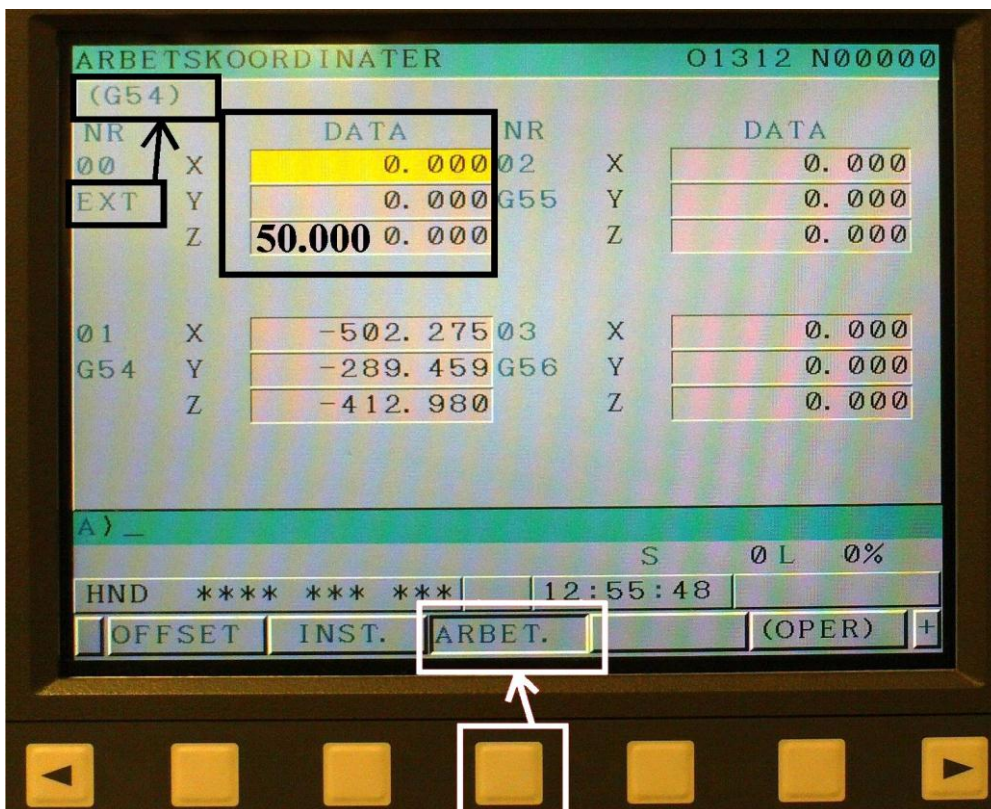 ARBETSKOORDINATER O1312 N00000
(G54)
NR DATA NR DATA
00 X 0.000 02 X 0.000
EXT Y 0.000 G55 Y 0.000
Z 50.000 0.000 Z 0.000
01 X -502.275 03 X 0.000
G54 Y -289.459 G56 Y 0.000
Z -412.980 Z 0.000
A)_
S 0 L 0%
HND **** *** *** 12:55:48
OFFSET INST. ARBET. (OPER) +